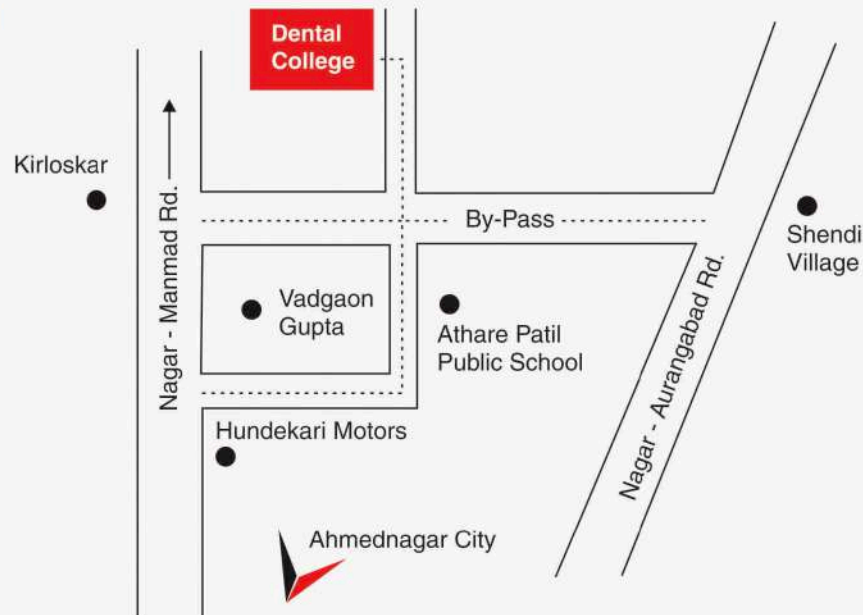 Dental
College
Kirloskar
Nagar - Manmad Rd.
By-Pass
Shendi
Village
Vadgaon
Gupta
Athare Patil
Public School
Nagar - Aurangabad Rd.
Hundekari Motors
Ahmednagar City